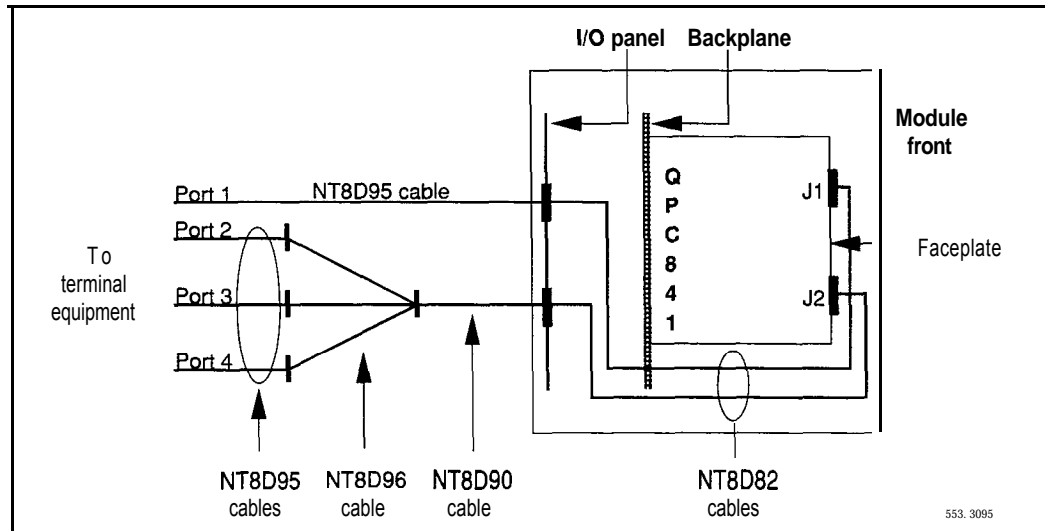 I/O panel
Backplane
Module
front
Q
P
C
8
4
1
J1
J2
Faceplate
Port 1
NT8D95 cable
Port 2
Port 3
Port 4
To
terminal
equipment
NT8D95
cables
NT8D96
cable
NT8D90
cable
NT8D82
cables
553. 3095